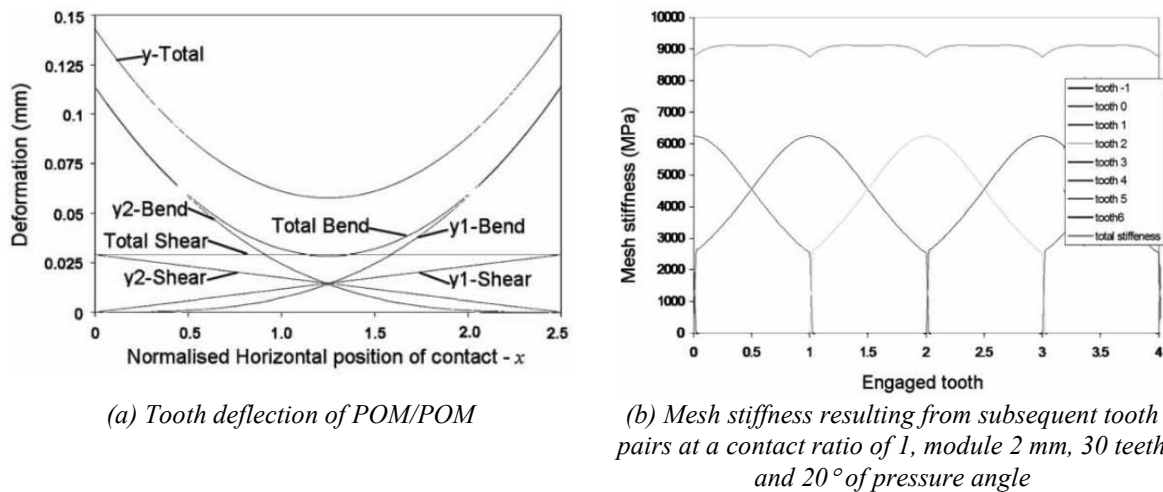 0.15
0.125
0.1
0.075
0.05
0.025
0
Deformation (mm)
y-Total
y2-Bend
Total Shear
y2-Shear
Total Bend
y1-Bend
y1-Shear
0 0.5 1.0 1.5 2.0 2.5
Normalised Horizontal position of contact - x
(a) Tooth deflection of POM/POM
10000
9000
8000
7000
6000
5000
4000
3000
2000
1000
0
Mesh stiffness (MPa)
tooth -1
tooth 0
tooth 1
tooth 2
tooth 3
tooth 4
tooth 5
tooth6
total stiffeness
0 0.5 1 1.5 2 2.5 3 3.5 4
Engaged tooth
(b) Mesh stiffness resulting from subsequent tooth
pairs at a contact ratio of 1, module 2 mm, 30 teeth
and 20° of pressure angle